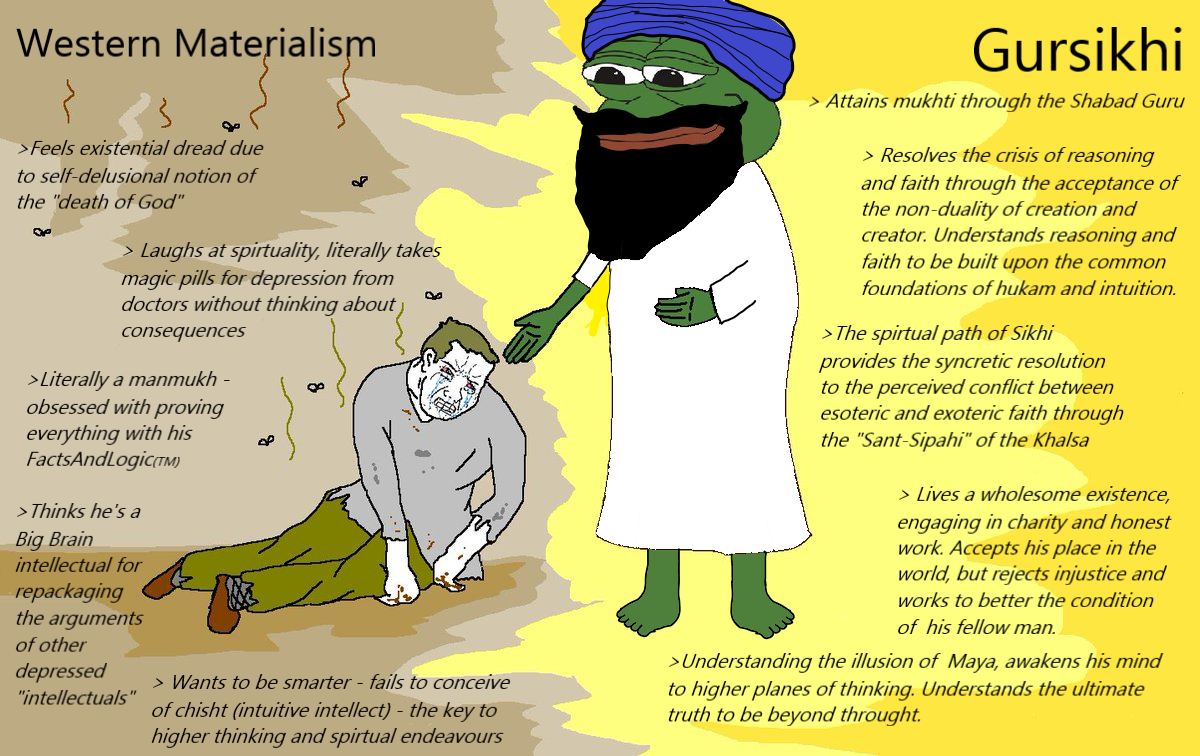 Western Materialism
>Feels existential dread due
to self-delusional notion of
the "death of God"
> Laughs at spirtuality, literally takes
magic pills for depression from
doctors without thinking about
consequences
>Literally a manmukh -
obsessed with proving
everything with his
FactsAndLogic(TM)
>Thinks he's a
Big Brain
intellectual for
repackaging
the arguments
of other
depressed
"intellectuals"
> Wants to be smarter - fails to conceive
of chisht (intuitive intellect) - the key to
higher thinking and spirtual endeavours
Gursikhi
> Attains mukhti through the Shabad Guru
> Resolves the crisis of reasoning
and faith through the acceptance of
the non-duality of creation and
creator. Understands reasoning and
faith to be built upon the common
foundations of hukam and intuition.
>The spirtual path of Sikhi
provides the syncretic resolution
to the perceived conflict between
esoteric and exoteric faith through
the "Sant-Sipahi" of the Khalsa
> Lives a wholesome existence,
engaging in charity and honest
work. Accepts his place in the
world, but rejects injustice and
works to better the condition
of  his fellow man.
>Understanding the illusion of  Maya, awakens his mind
to higher planes of thinking. Understands the ultimate
truth to be beyond throught.